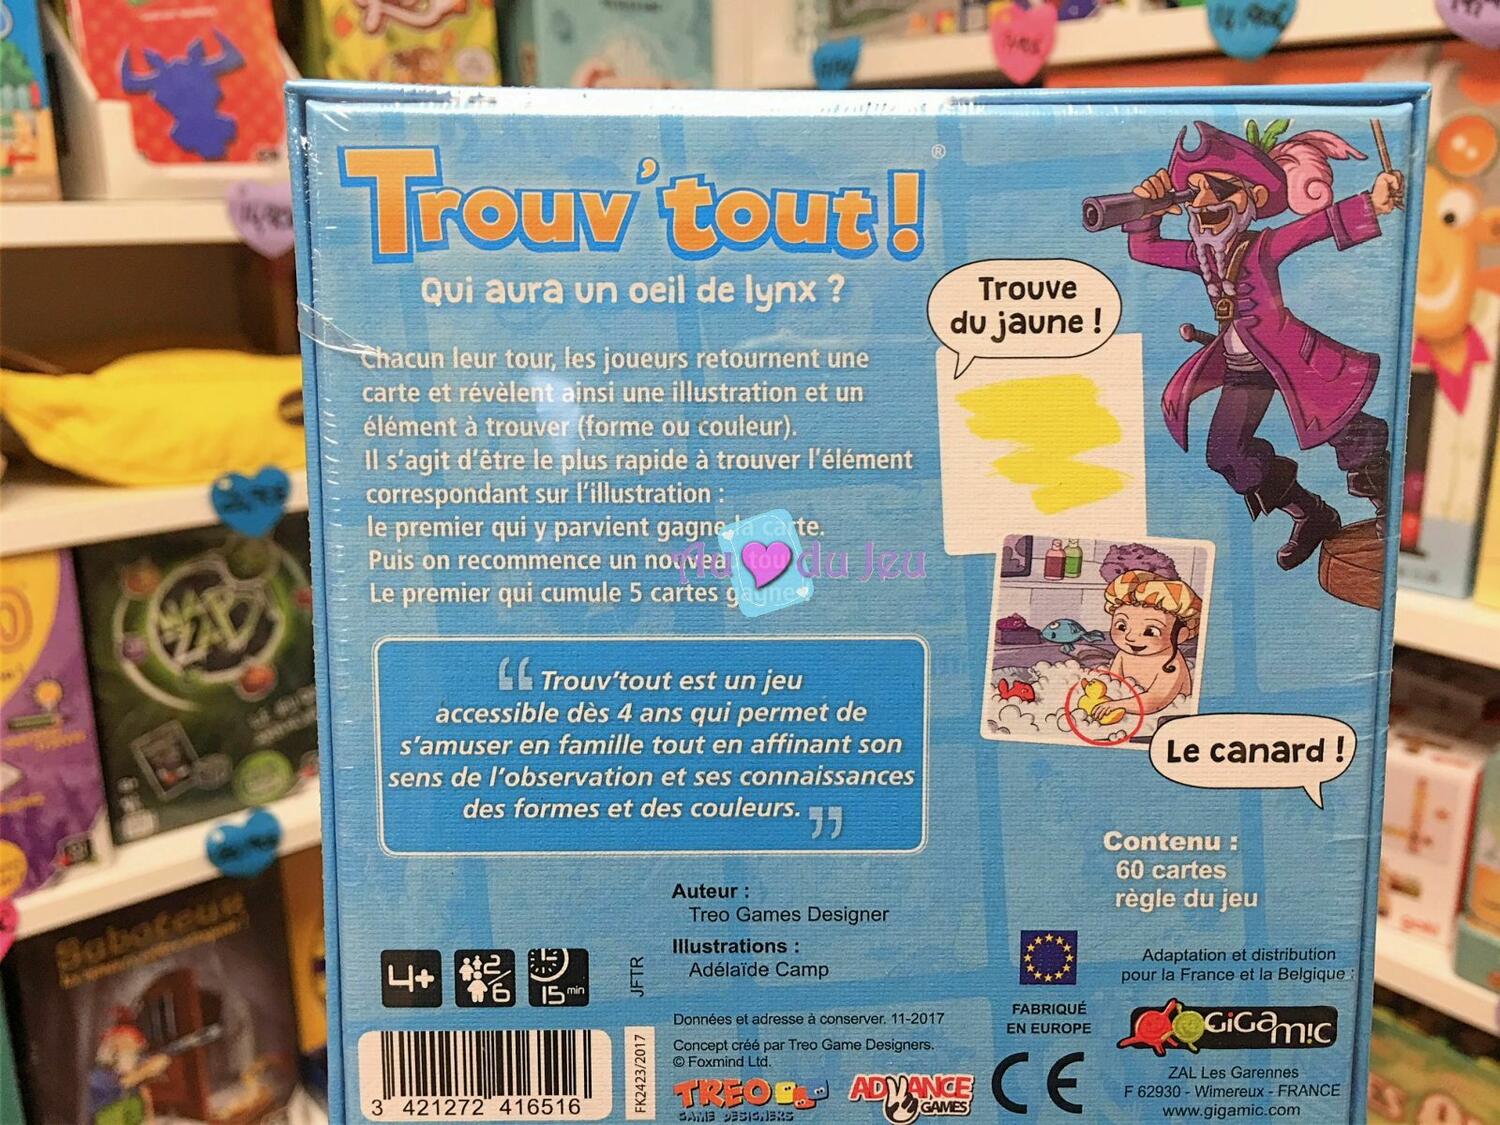 Trouv'tout !
®
Qui aura un oeil de lynx ?
Chacun leur tour, les joueurs retournent une
carte et révèlent ainsi une illustration et un
élément à trouver (forme ou couleur).
Il s'agit d'être le plus rapide à trouver l'élément
correspondant sur l'illustration :
le premier qui y parvient gagne la carte.
Puis on recommence un nouveau tour.
Le premier qui cumule 5 cartes gagne !
Au du Jeu
Trouve
du jaune !
Le canard !
“ Trouv'tout est un jeu
accessible dès 4 ans qui permet de
s'amuser en famille tout en affinant son
sens de l'observation et ses connaissances
des formes et des couleurs. ”
Contenu :
60 cartes
règle du jeu
Auteur :
Treo Games Designer
Illustrations :
Adélaïde Camp
4+
2/6
15 min
JFTR
Données et adresse à conserver. 11-2017
Concept créé par Treo Game Designers.
© Foxmind Ltd.
TREO
GAME DESIGNERS
ADVANCE
GAMES
FABRIQUÉ
EN EUROPE
CE
Adaptation et distribution
pour la France et la Belgique :
GiGamic
ZAL Les Garennes
F 62930 - Wimereux - FRANCE
www.gigamic.com
3 421272 416516
FK2423/2017
Saboteur